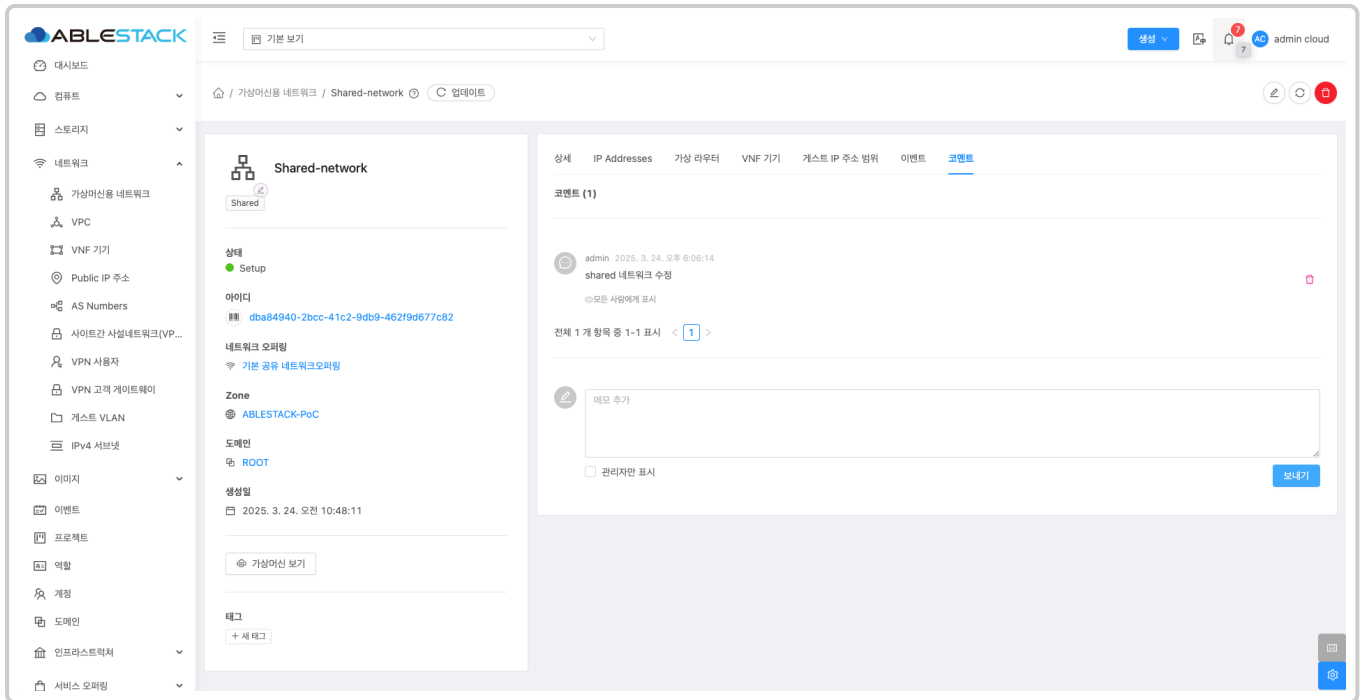 ABLESTACK
기본 보기
생성
7
7
AC
admin cloud
대시보드
컴퓨트
스토리지
네트워크
가상머신용 네트워크
VPC
VNF 기기
Public IP 주소
AS Numbers
사이트간 사설네트워크(VP...
VPN 사용자
VPN 고객 게이트웨이
게스트 VLAN
IPv4 서브넷
이미지
이벤트
프로젝트
역할
계정
도메인
인프라스트럭쳐
서비스 오퍼링
/ 가상머신용 네트워크 / Shared-network
업데이트
Shared-network
Shared
상태
Setup
아이디
dba84940-2bcc-41c2-9db9-462f9d677c82
네트워크 오퍼링
기본 공유 네트워크오퍼링
Zone
ABLESTACK-PoC
도메인
ROOT
생성일
2025. 3. 24. 오전 10:48:11
가상머신 보기
태그
+ 새 태그
상세 IP Addresses 가상 라우터 VNF 기기 게스트 IP 주소 범위 이벤트 코멘트
코멘트 (1)
admin 2025. 3. 24. 오후 6:06:14
shared 네트워크 수정
모든 사람에게 표시
전체 1 개 항목 중 1-1 표시 < 1 >
메모 추가
관리자만 표시
보내기